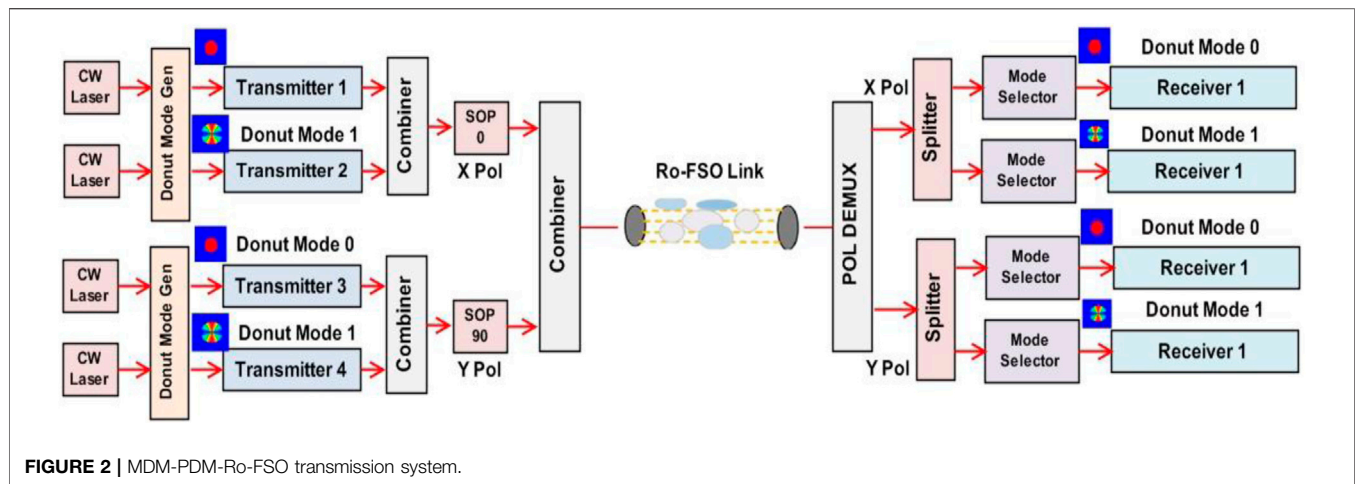 CW
Laser
Donut Mode Gen
Transmitter 1
Donut Mode 1
CW
Laser
Transmitter 2
Combiner
SOP
0
X Pol
CW
Laser
Donut Mode Gen
Donut Mode 0
Transmitter 3
Donut Mode 1
CW
Laser
Transmitter 4
Combiner
SOP
90
Y Pol
Combiner
Ro-FSO Link
POL DEMUX
X Pol
Splitter
Mode
Selector
Donut Mode 0
Receiver 1
Mode
Selector
Donut Mode 1
Receiver 1
Y Pol
Splitter
Mode
Selector
Donut Mode 0
Receiver 1
Mode
Selector
Donut Mode 1
Receiver 1
FIGURE 2 | MDM-PDM-Ro-FSO transmission system.